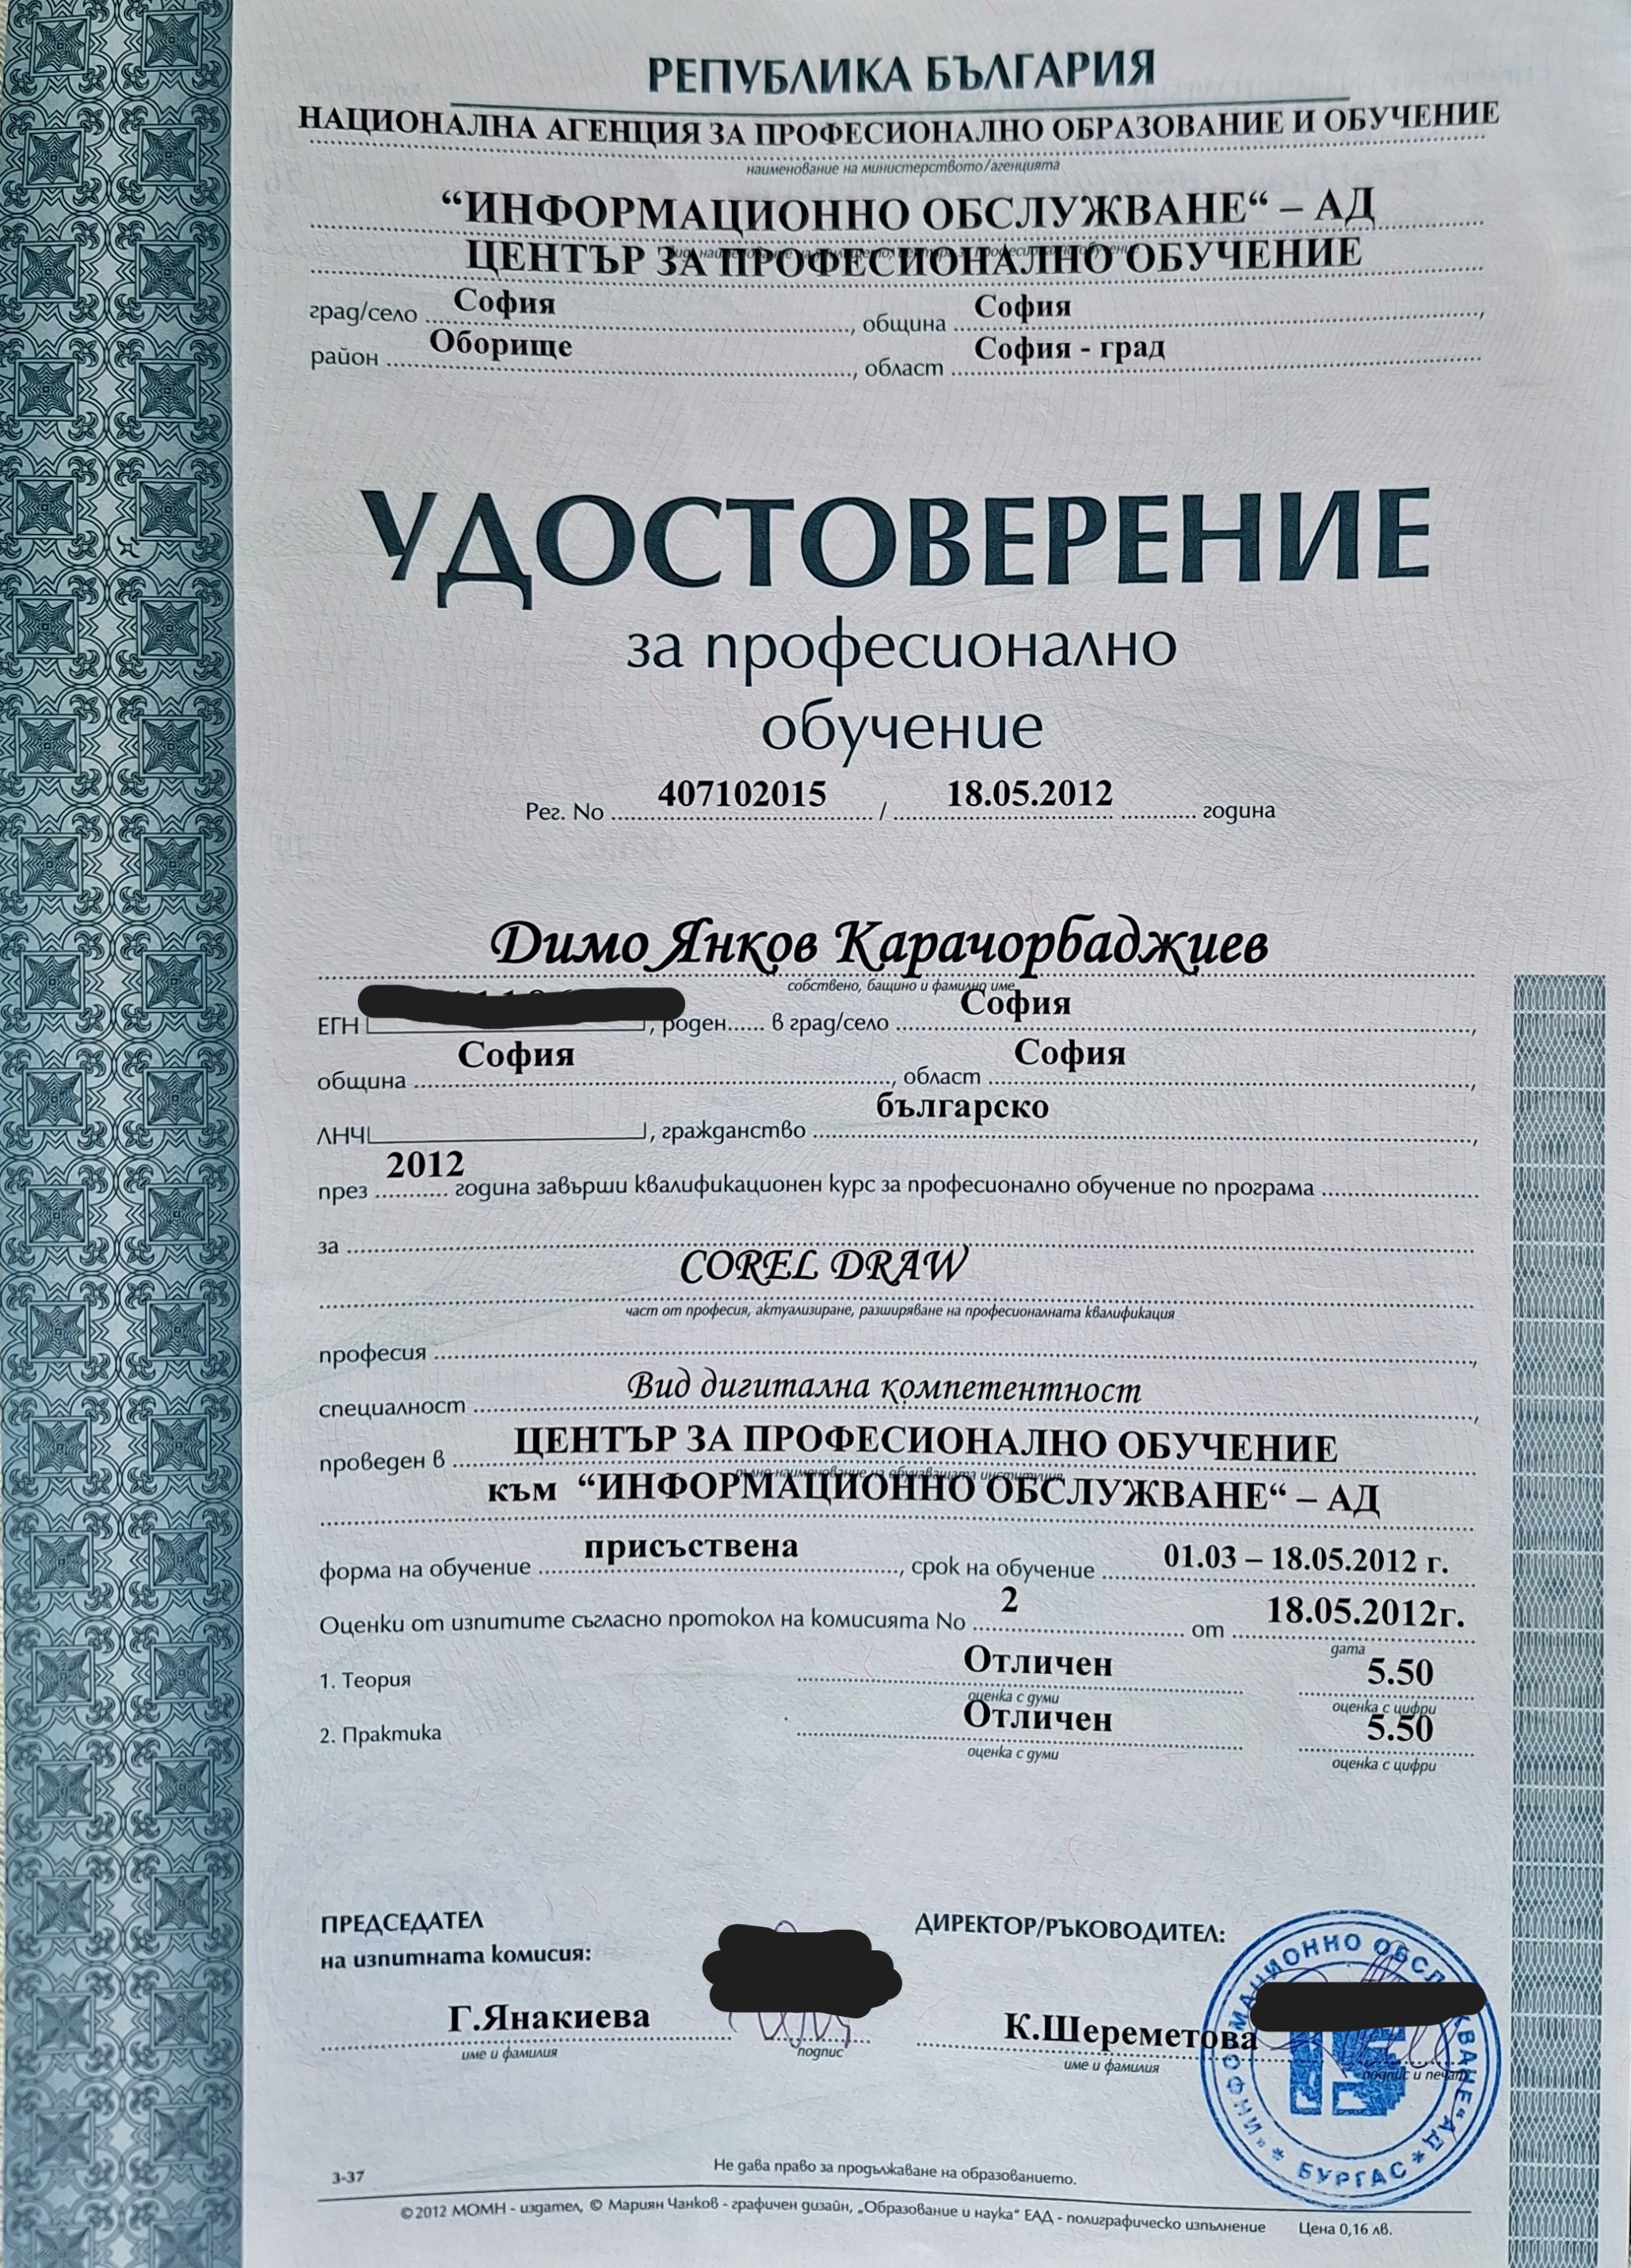 РЕПУБЛИКА БЪЛГАРИЯ
НАЦИОНАЛНА АГЕНЦИЯ ЗА ПРОФЕСИОНАЛНО ОБРАЗОВАНИЕ И ОБУЧЕНИЕ
наименование на министерството/агенцията
“ИНФОРМАЦИОННО ОБСЛУЖВАНЕ“ – АД
ЦЕНТЪР ЗА ПРОФЕСИОНАЛНО ОБУЧЕНИЕ
град/село София, община София,
район Оборище, област София - град
УДОСТОВЕРЕНИЕ
за професионално
обучение
Рег. No 407102015 / 18.05.2012 година
Димо Янков Карачорбаджиев
собствено, бащино и фамилно име
ЕГН , роден...... в град/село София,
община София, област София,
ЛНЧ , гражданство българско,
през 2012 година завърши квалификационен курс за професионално обучение по програма
за
COREL DRAW
част от професия, актуализиране, разширяване на професионалната квалификация
професия ,
специалност Вид дигитална компетентност,
проведен в ЦЕНТЪР ЗА ПРОФЕСИОНАЛНО ОБУЧЕНИЕ
пълно наименование на обучаващата институция
към “ИНФОРМАЦИОННО ОБСЛУЖВАНЕ“ – АД
форма на обучение присъствена, срок на обучение 01.03 – 18.05.2012 г.
Оценки от изпитите съгласно протокол на комисията No 2 от 18.05.2012г.
дата
1. Теория Отличен 5.50
оценка с думи оценка с цифри
2. Практика Отличен 5.50
оценка с думи оценка с цифри
ПРЕДСЕДАТЕЛ ДИРЕКТОР/РЪКОВОДИТЕЛ:
на изпитната комисия:
Г.Янакиева К.Шереметова
име и фамилия подпис име и фамилия подпис и печат
БУРГАС
3-37 Не дава право за продължаване на образованието.
©2012 МОМН - издател, © Мариян Чанков - графичен дизайн, „Образование и наука“ ЕАД - полиграфическо изпълнение Цена 0,16 лв.